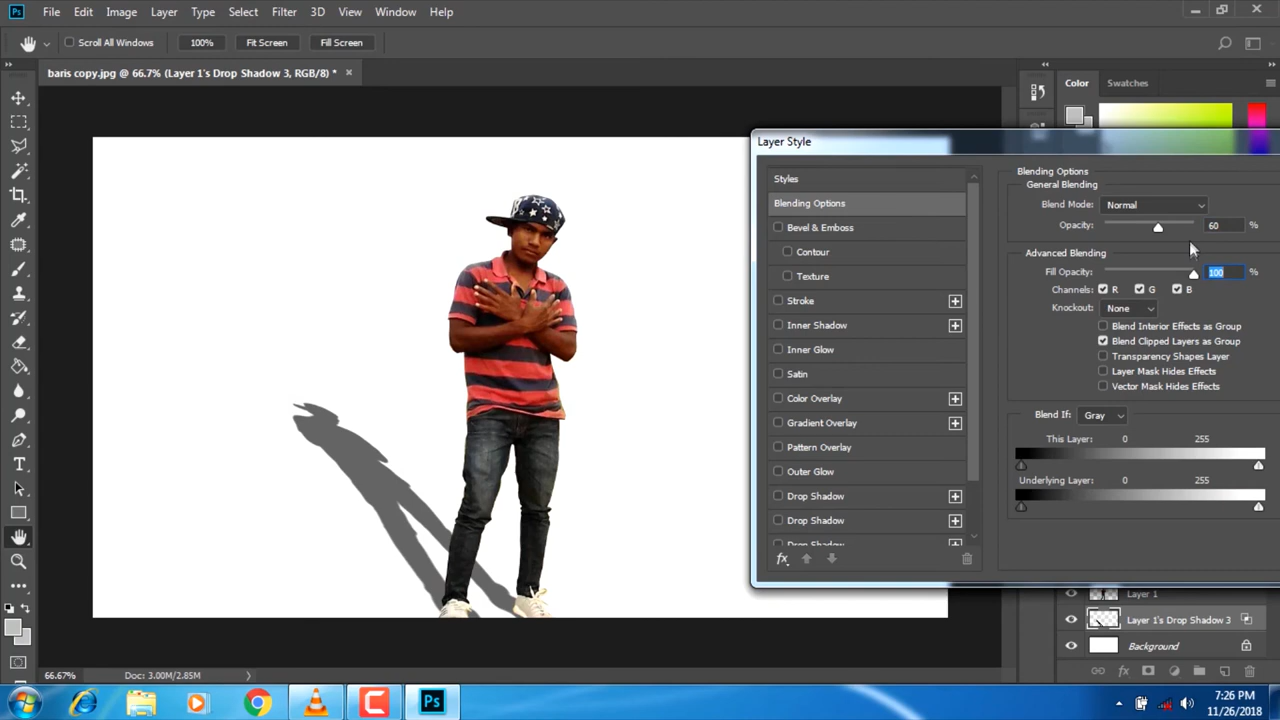 Ps File Edit Image Layer Type Select Filter 3D View Window Help
Scroll All Windows 100% Fit Screen Fill Screen
baris copy.jpg @ 66.7% (Layer 1's Drop Shadow 3, RGB/8) * ×
Color Swatches
Layer Style
Styles
Blending Options
Bevel & Emboss
Contour
Texture
Stroke
Inner Shadow
Inner Glow
Satin
Color Overlay
Gradient Overlay
Pattern Overlay
Outer Glow
Drop Shadow
Drop Shadow
Drop Shadow
fx
Blending Options
General Blending
Blend Mode: Normal
Opacity: 60 %
Advanced Blending
Fill Opacity: 100 %
Channels: R G B
Knockout: None
Blend Interior Effects as Group
Blend Clipped Layers as Group
Transparency Shapes Layer
Layer Mask Hides Effects
Vector Mask Hides Effects
Blend If: Gray
This Layer: 0 255
Underlying Layer: 0 255
Layer 1
Layer 1's Drop Shadow 3
Background
fx
66.67% Doc: 3.00M/2.85M
Ps
7:26 PM
11/26/2018